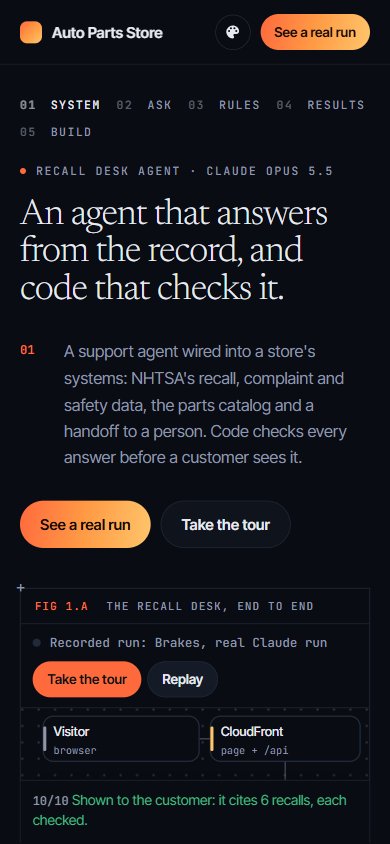 Auto Parts Store
See a real run
01 SYSTEM 02 ASK 03 RULES 04 RESULTS
05 BUILD
RECALL DESK AGENT · CLAUDE OPUS 5.5
An agent that answers
from the record, and
code that checks it.
01
A support agent wired into a store's
systems: NHTSA's recall, complaint and
safety data, the parts catalog and a
handoff to a person. Code checks every
answer before a customer sees it.
See a real run
Take the tour
FIG 1.A THE RECALL DESK, END TO END
Recorded run: Brakes, real Claude run
Take the tour
Replay
Visitor
browser
CloudFront
page + /api
10/10 Shown to the customer: it cites 6 recalls, each
checked.